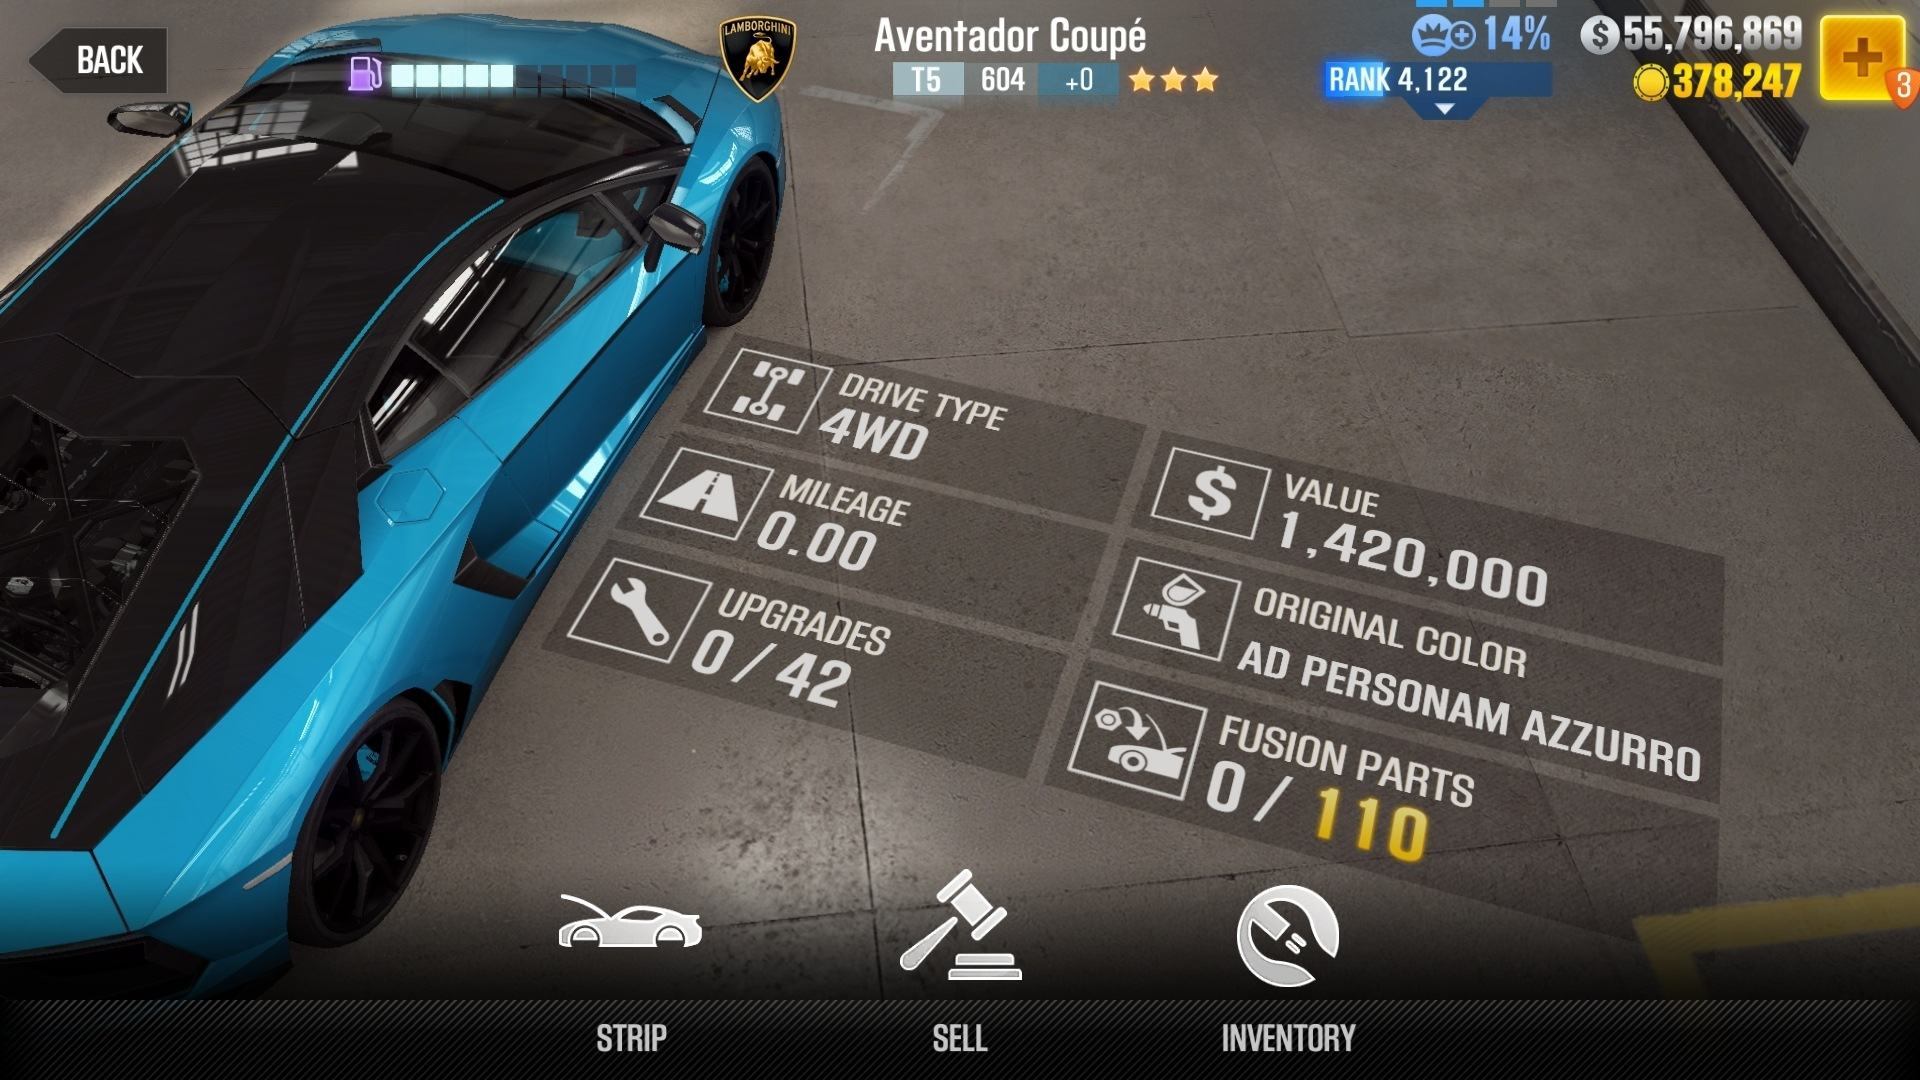 BACK
LAMBORGHINI
Aventador Coupé
T5 604 +0
14%
RANK 4,122
$ 55,796,869
378,247
3
DRIVE TYPE
4WD
MILEAGE
0.00
UPGRADES
0/42
$ VALUE
1,420,000
ORIGINAL COLOR
AD PERSONAM AZZURRO
FUSION PARTS
0/ 110
STRIP
SELL
INVENTORY